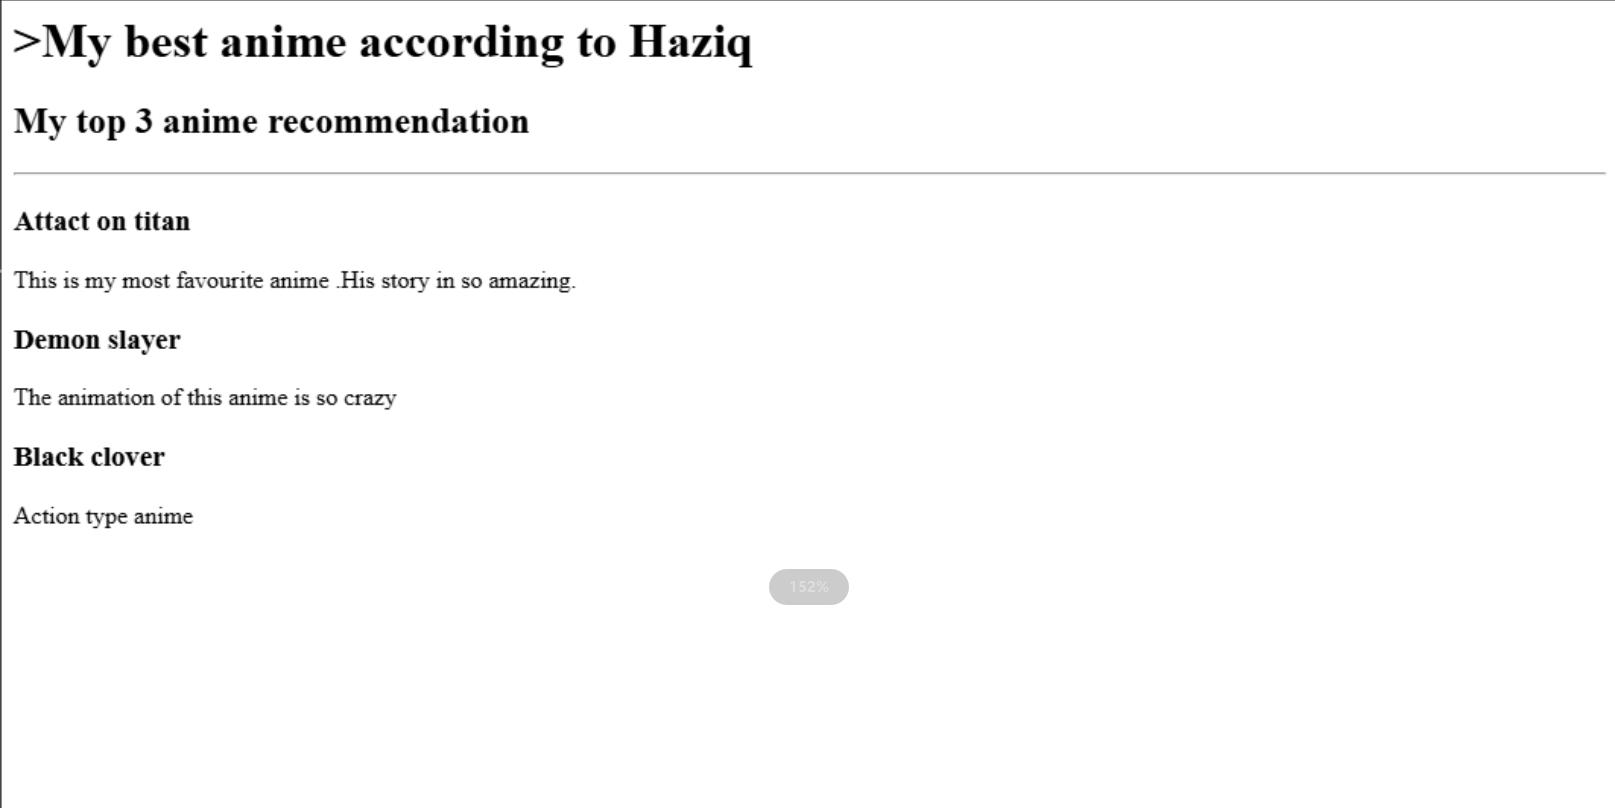 >My best anime according to Haziq
My top 3 anime recommendation
Attact on titan
This is my most favourite anime .His story in so amazing.
Demon slayer
The animation of this anime is so crazy
Black clover
Action type anime
152%